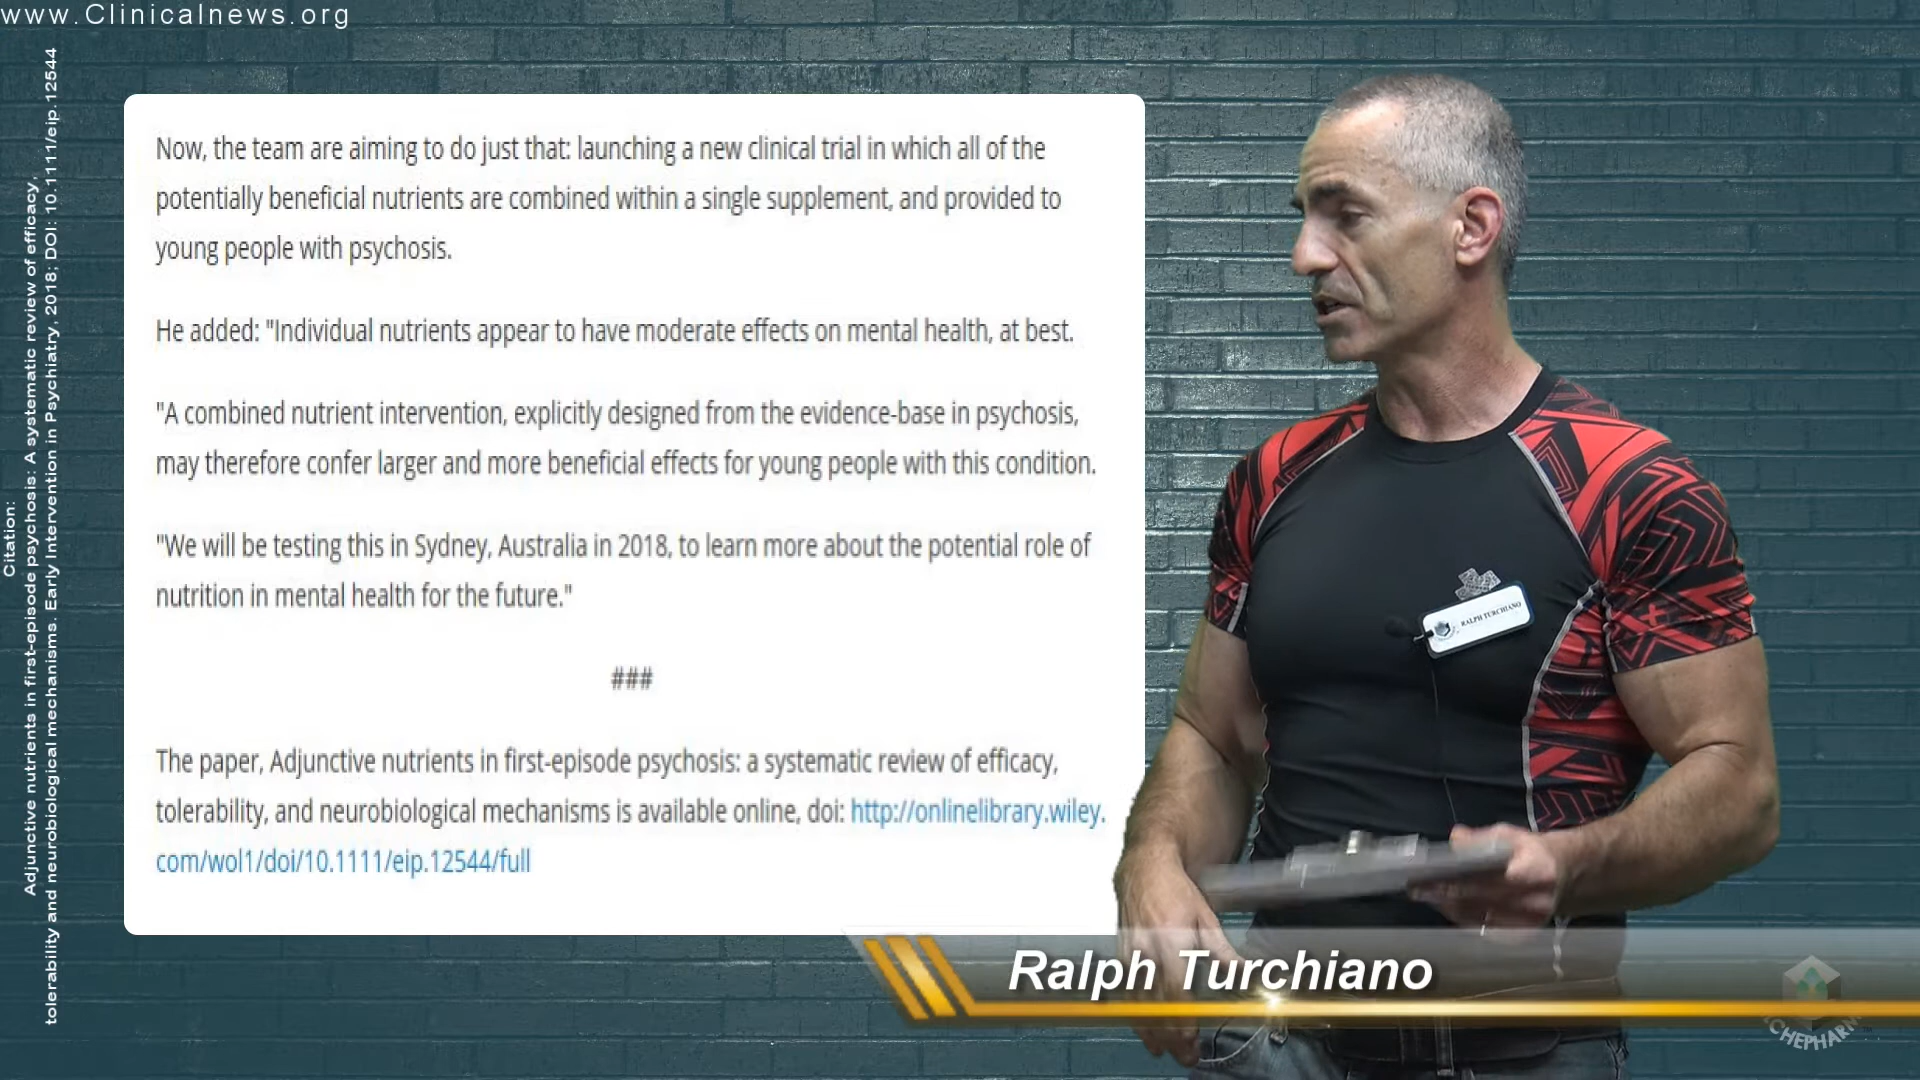 www.Clinicalnews.org
Citation:
Adjunctive nutrients in first-episode psychosis: A systematic review of efficacy,
tolerability and neurobiological mechanisms. Early Intervention in Psychiatry, 2018; DOI: 10.1111/eip.12544
Now, the team are aiming to do just that: launching a new clinical trial in which all of the
potentially beneficial nutrients are combined within a single supplement, and provided to
young people with psychosis.
He added: "Individual nutrients appear to have moderate effects on mental health, at best.
"A combined nutrient intervention, explicitly designed from the evidence-base in psychosis,
may therefore confer larger and more beneficial effects for young people with this condition.
"We will be testing this in Sydney, Australia in 2018, to learn more about the potential role of
nutrition in mental health for the future."
###
The paper, Adjunctive nutrients in first-episode psychosis: a systematic review of efficacy,
tolerability, and neurobiological mechanisms is available online, doi: http://onlinelibrary.wiley.
com/wol1/doi/10.1111/eip.12544/full
RALPH TURCHIANO
Ralph Turchiano